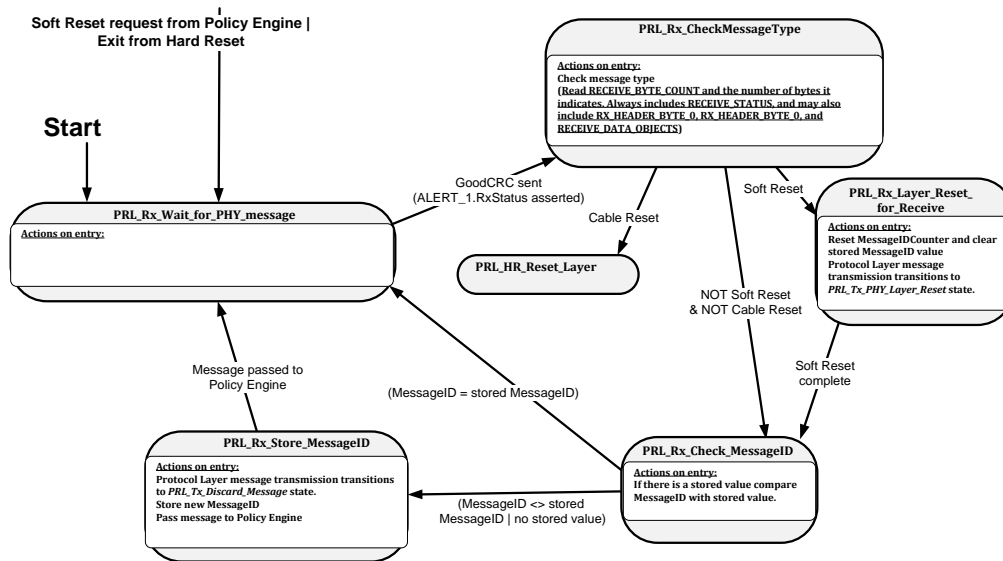 Soft Reset request from Policy Engine |
Exit from Hard Reset
Start
PRL_Rx_CheckMessageType
Actions on entry:
Check message type
(Read RECEIVE_BYTE_COUNT and the number of bytes it
indicates. Always includes RECEIVE_STATUS, and may also
include RX_HEADER_BYTE_0, RX_HEADER_BYTE_0, and
RECEIVE_DATA_OBJECTS)
GoodCRC sent
(ALERT_1.RxStatus asserted)
Soft Reset
PRL_Rx_Layer_Reset_
for_Receive
Actions on entry:
Reset MessageIDCounter and clear
stored MessageID value
Protocol Layer message
transmission transitions to
PRL_Tx_PHY_Layer_Reset state.
PRL_Rx_Wait_for_PHY_message
Actions on entry:
Cable Reset
PRL_HR_Reset_Layer
NOT Soft Reset
& NOT Cable Reset
Message passed to
Policy Engine
(MessageID = stored MessageID)
Soft Reset
complete
PRL_Rx_Store_MessageID
Actions on entry:
Protocol Layer message transmission transitions
to PRL_Tx_Discard_Message state.
Store new MessageID
Pass message to Policy Engine
(MessageID <> stored
MessageID | no stored value)
PRL_Rx_Check_MessageID
Actions on entry:
If there is a stored value compare
MessageID with stored value.